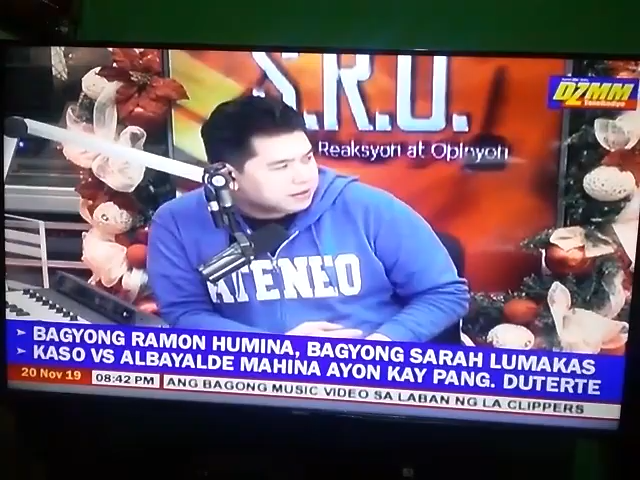 S.R.O.
DZMM
TeleRadyo
Reaksyon at Opinyon
ATENEO
➤ BAGYONG RAMON HUMINA, BAGYONG SARAH LUMAKAS
➤ KASO VS ALBAYALDE MAHINA AYON KAY PANG. DUTERTE
20 Nov 19
08:42 PM
ANG BAGONG MUSIC VIDEO SA LABAN NG LA CLIPPERS